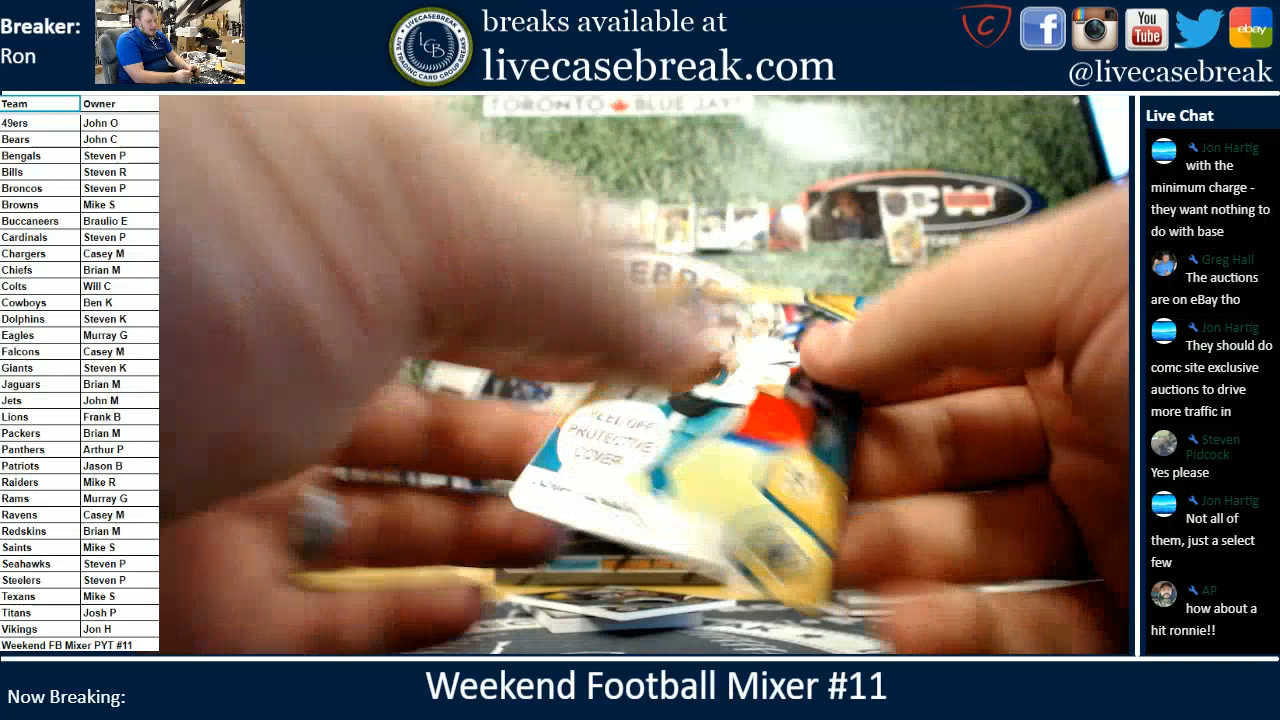 Breaker:
Ron
LCB
breaks available at
livecasebreak.com
You
Tube
ebay
@livecasebreak
Team Owner
49ers John O
Bears John C
Bengals Steven P
Bills Steven R
Broncos Steven P
Browns Mike S
Buccaneers Braulio E
Cardinals Steven P
Chargers Casey M
Chiefs Brian M
Colts Will C
Cowboys Ben K
Dolphins Steven K
Eagles Murray G
Falcons Casey M
Giants Steven K
Jaguars Brian M
Jets John M
Lions Frank B
Packers Brian M
Panthers Arthur P
Patriots Jason B
Raiders Mike R
Rams Murray G
Ravens Casey M
Redskins Brian M
Saints Mike S
Seahawks Steven P
Steelers Steven P
Texans Mike S
Titans Josh P
Vikings Jon H
Weekend FB Mixer PYT #11
TORONTO BLUE JAYS
PEEL OFF
PROTECTIVE
COVER
Live Chat
Jon Hartig
with the
minimum charge -
they want nothing to
do with base
Greg Hall
The auctions
are on eBay tho
Jon Hartig
They should do
comc site exclusive
auctions to drive
more traffic in
Steven
Pidcock
Yes please
Jon Hartig
Not all of
them, just a select
few
AP
how about a
hit ronnie!!
Now Breaking:
Weekend Football Mixer #11